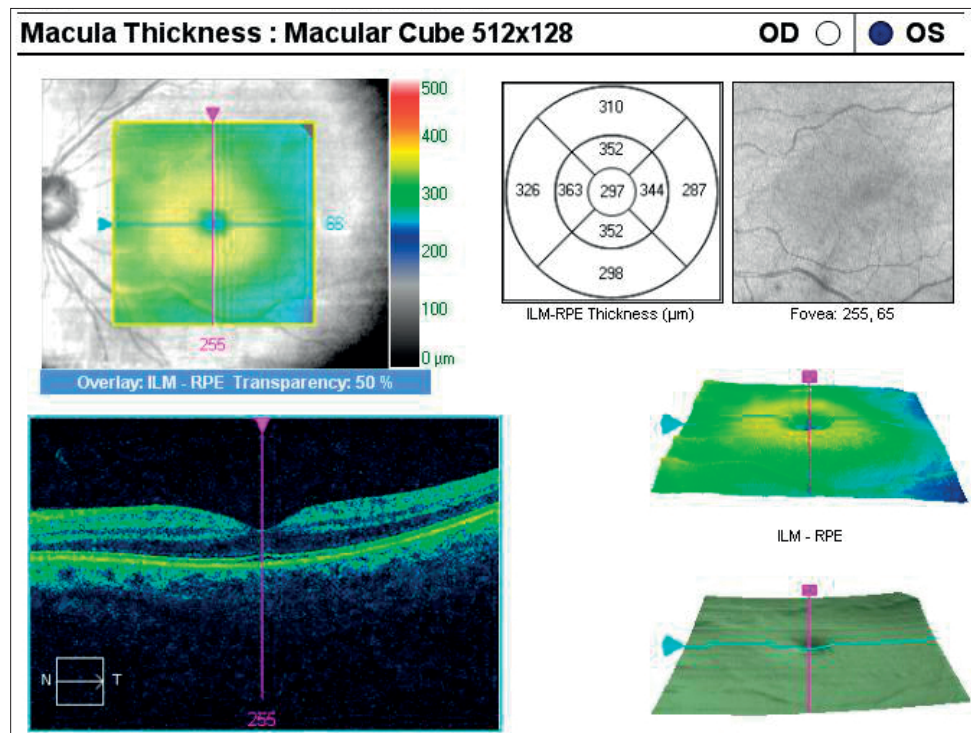 Macula Thickness : Macular Cube 512x128
OD OS
500
400
300
200
100
0 µm
66
255
Overlay: ILM - RPE Transparency: 50 %
310
352
326 363 297 344 287
352
298
ILM-RPE Thickness (µm)
Fovea: 255, 65
ILM - RPE
N T
255